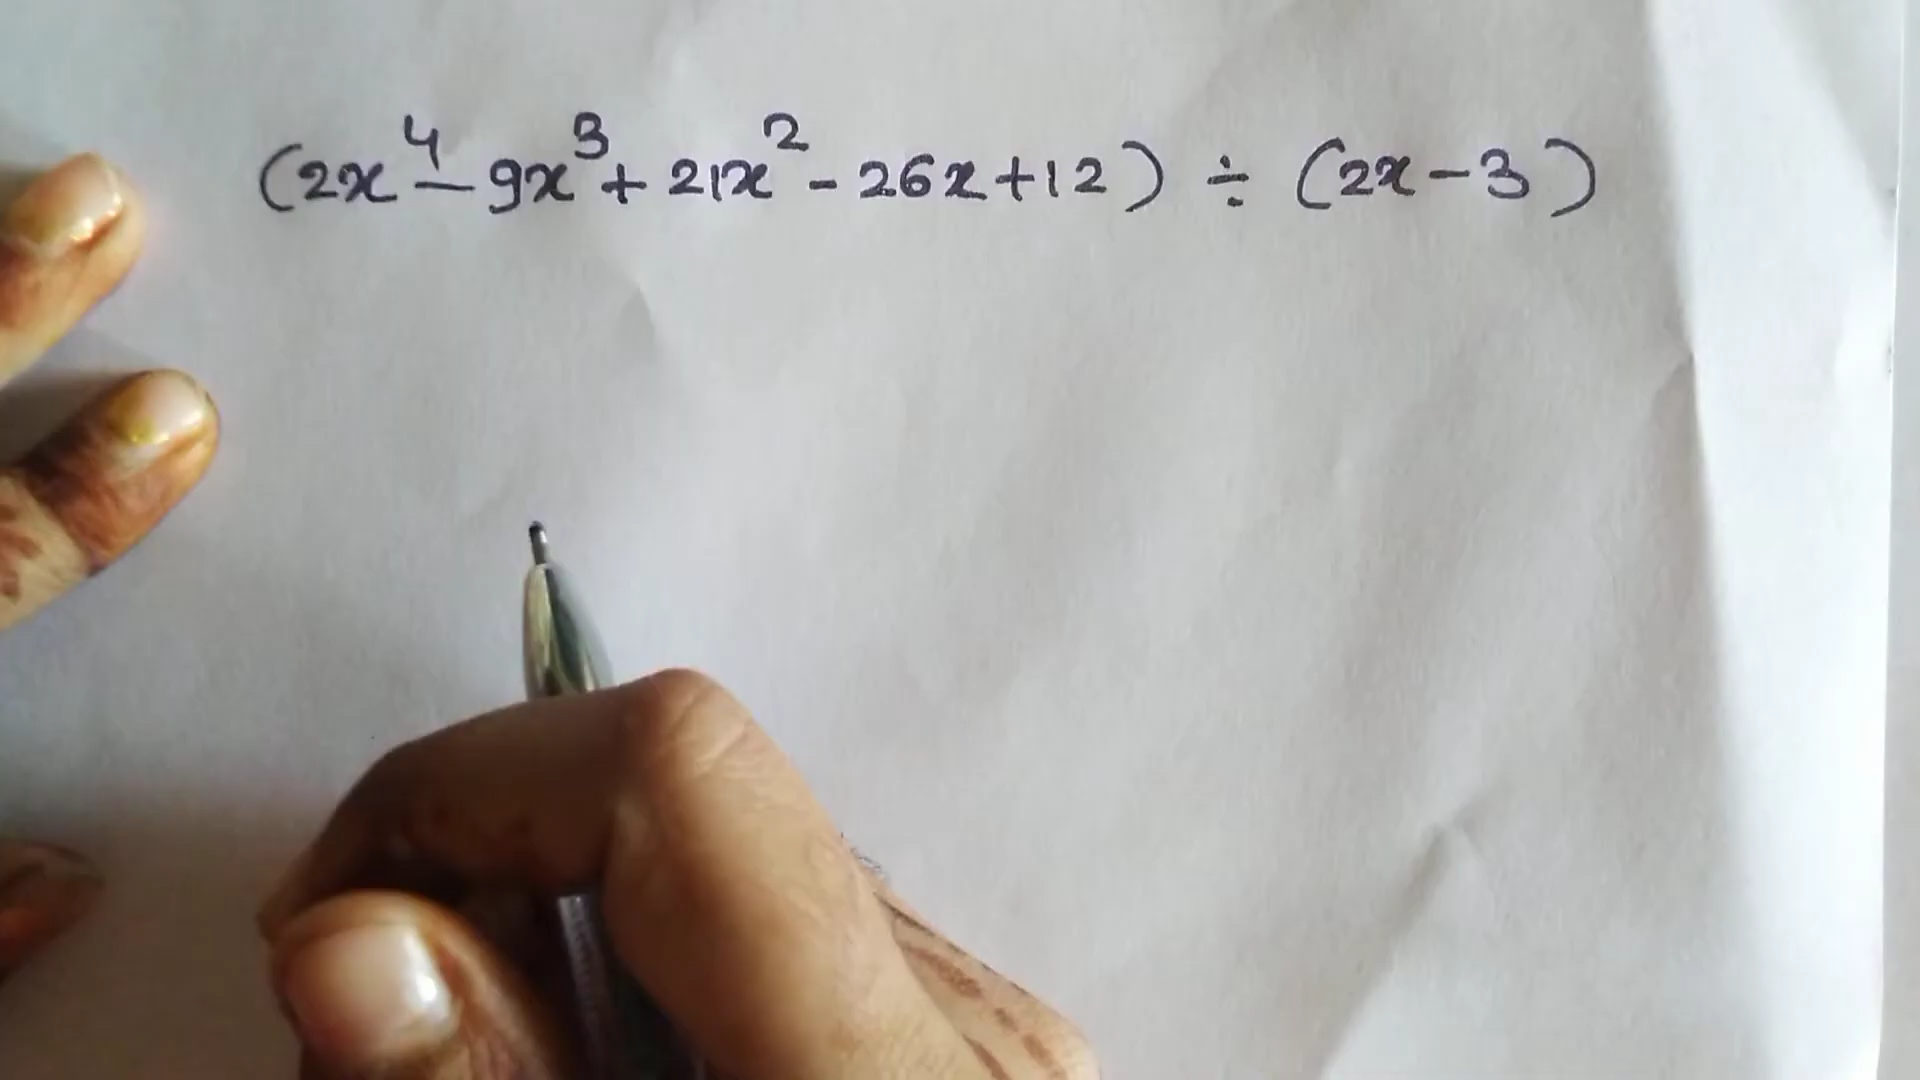 (2x⁴ - 9x³ + 21x² - 26x + 12) ÷ (2x - 3)